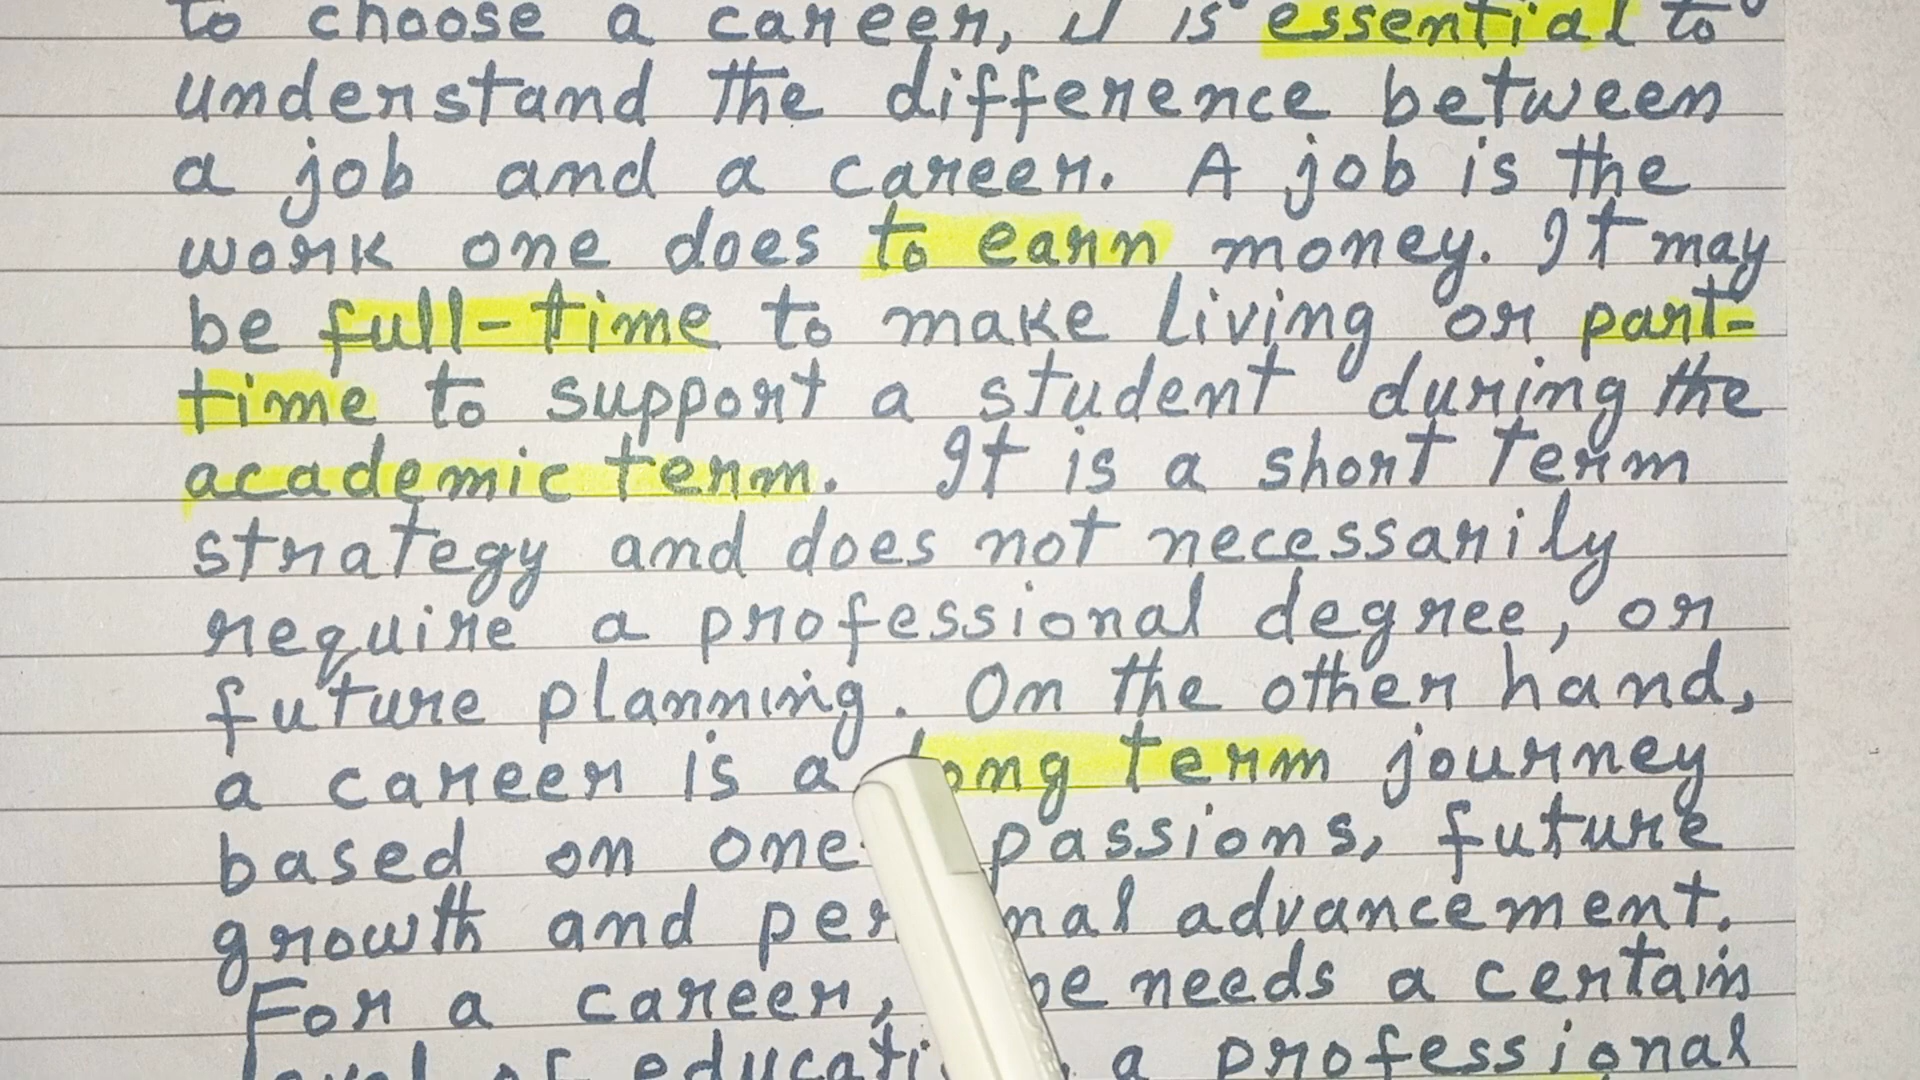 to choose a career, it is essential to
understand the difference between
a job and a career. A job is the
work one does to earn money. It may
be full-time to make living or part-
time to support a student during the
academic term. It is a short term
strategy and does not necessarily
require a professional degree, or
future planning. On the other hand,
a career is a long term journey
based on one passions, future
growth and advancement.
For a career, needs a certain
level of a professional